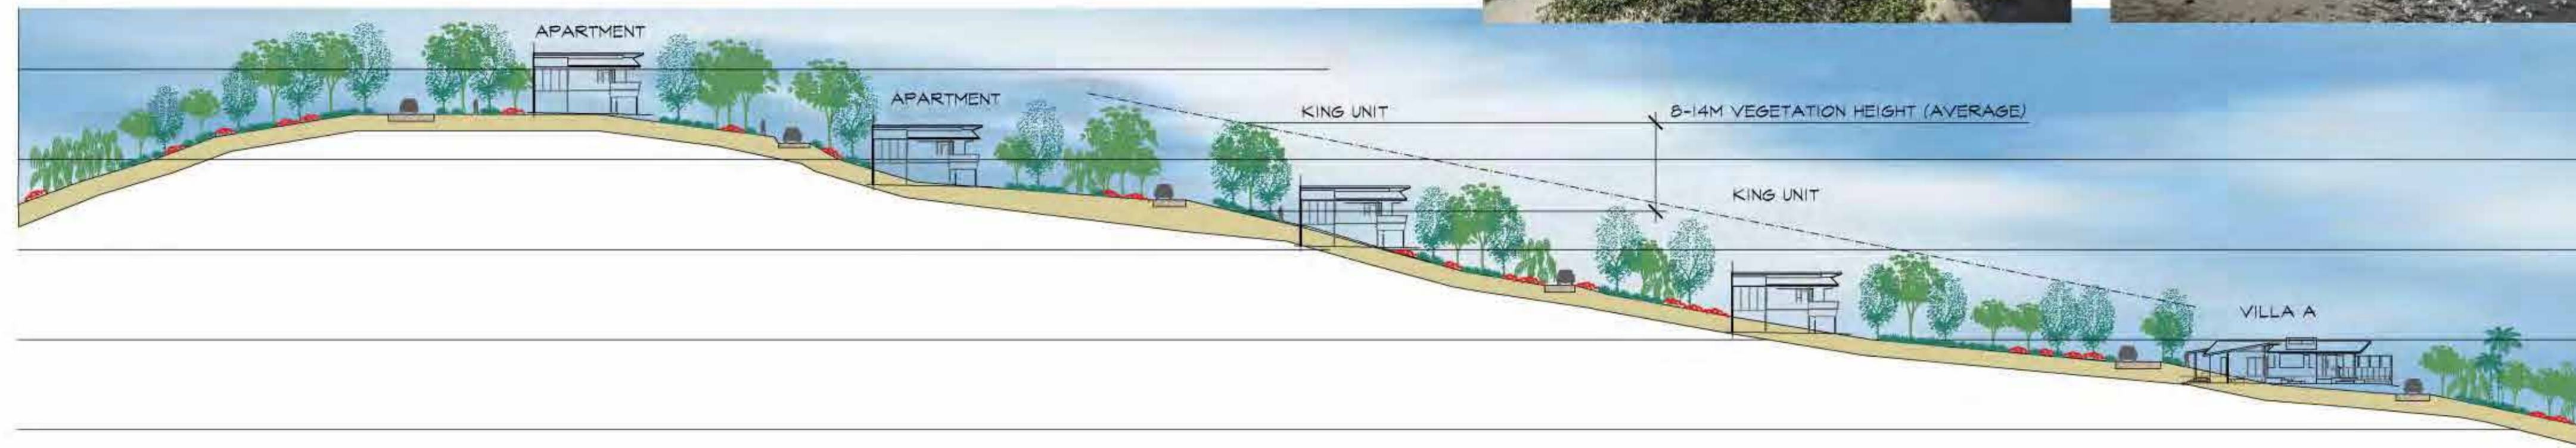 APARTMENT
APARTMENT
KING UNIT
8-14M VEGETATION HEIGHT (AVERAGE)
KING UNIT
VILLA A